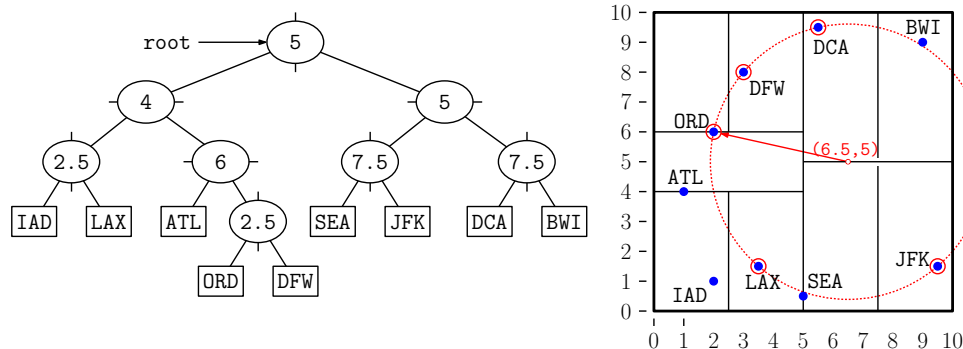 root 5
4 5
2.5 6 7.5 7.5
IAD LAX ATL 2.5 SEA JFK DCA BWI
ORD DFW
10
9
8
7
6
5
4
3
2
1
0
0 1 2 3 4 5 6 7 8 9 10
DCA
BWI
DFW
ORD
(6.5,5)
ATL
LAX
JFK
IAD
SEA